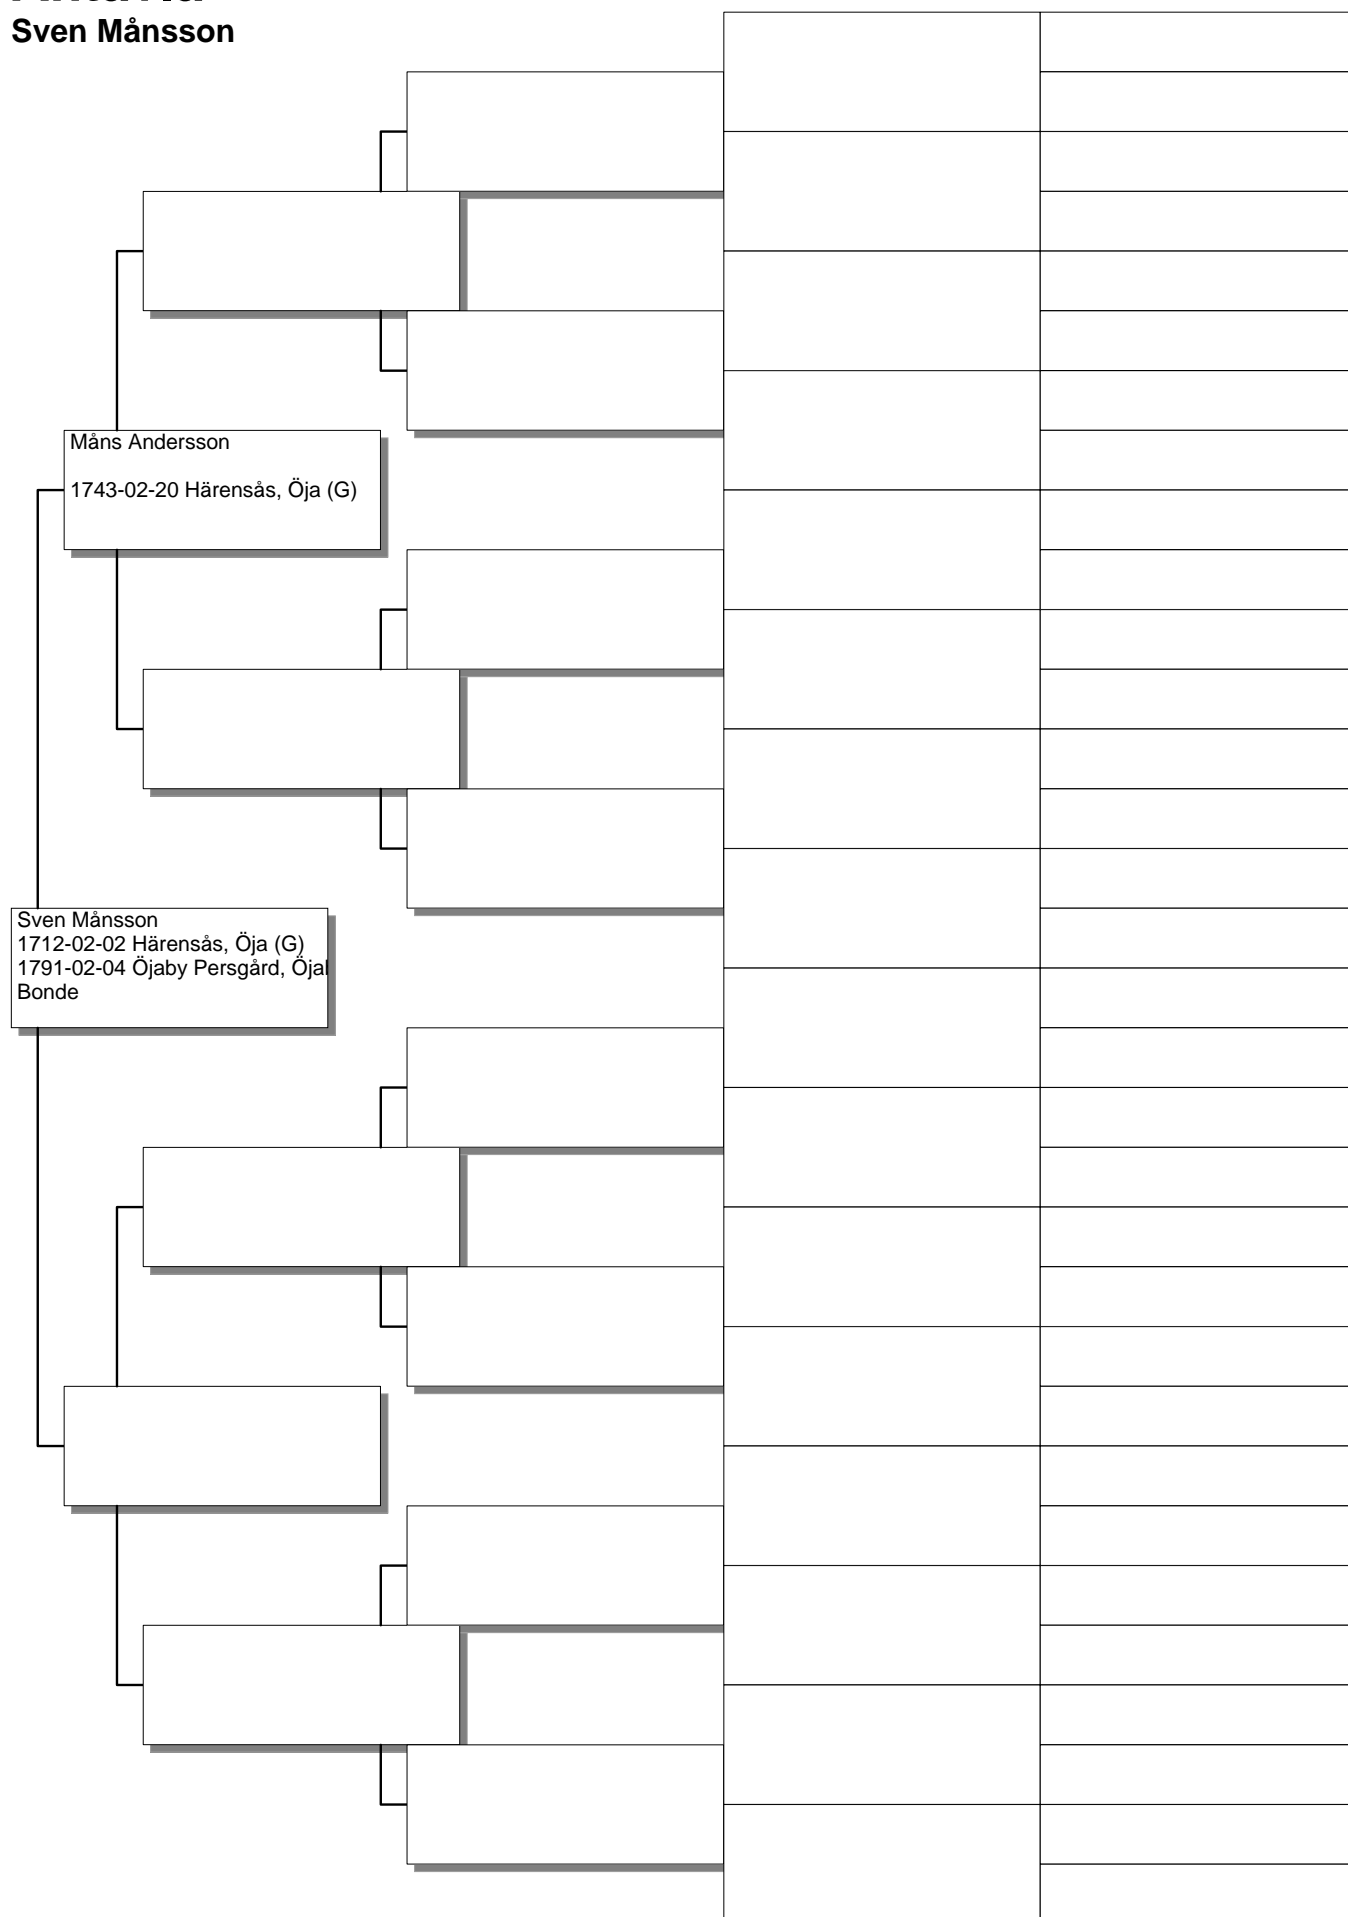 Sven Månsson
Måns Andersson
1743-02-20 Härensås, Öja (G)
Sven Månsson
1712-02-02 Härensås, Öja (G)
1791-02-04 Öjaby Persgård,
Bonde